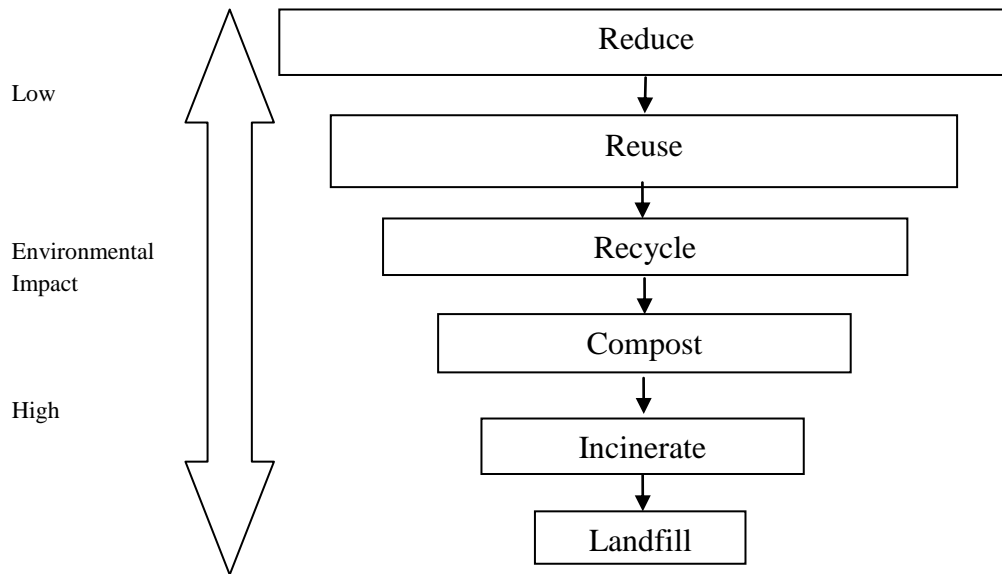 Reduce
Low
Reuse
Environmental
Impact
Recycle
Compost
High
Incinerate
Landfill